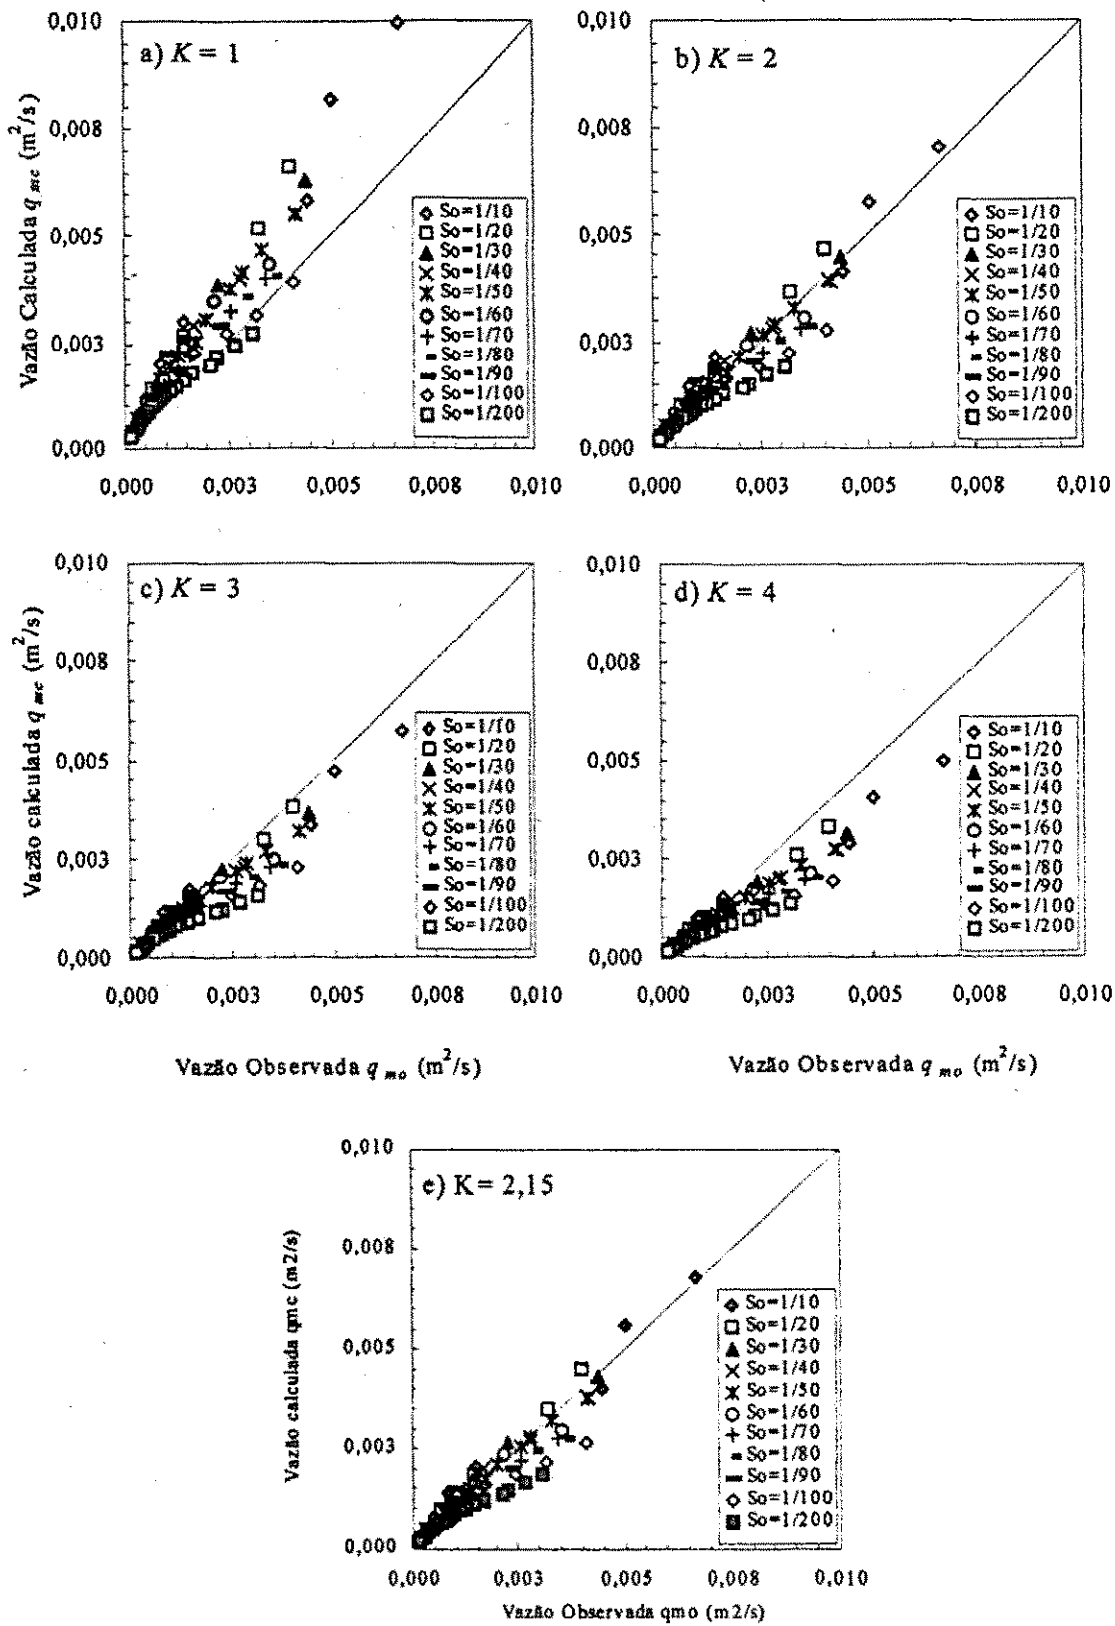 a) K = 1
Vazão Calculada q mc (m²/s)
0,010
0,008
0,005
0,003
0,000
0,000 0,003 0,005 0,010
So=1/10
So=1/20
So=1/30
So=1/40
So=1/50
So=1/60
So=1/70
So=1/80
So=1/90
So=1/100
So=1/200
b) K = 2
0,010
0,008
0,005
0,003
0,000
0,000 0,003 0,005 0,008 0,010
So=1/10
So=1/20
So=1/30
So=1/40
So=1/50
So=1/60
So=1/70
So=1/80
So=1/90
So=1/100
So=1/200
c) K = 3
Vazão calculada q mc (m²/s)
0,010
0,008
0,005
0,003
0,000
0,000 0,003 0,005 0,008 0,010
So=1/10
So=1/20
So=1/30
So=1/40
So=1/50
So=1/60
So=1/70
So=1/80
So=1/90
So=1/100
So=1/200
Vazão Observada q mo (m²/s)
d) K = 4
0,010
0,008
0,005
0,003
0,000
0,000 0,003 0,005 0,008 0,010
So=1/10
So=1/20
So=1/30
So=1/40
So=1/50
So=1/60
So=1/70
So=1/80
So=1/90
So=1/100
So=1/200
Vazão Observada q mo (m²/s)
e) K = 2,15
Vazão calculada qmc (m2/s)
0,010
0,008
0,005
0,003
0,000
0,000 0,003 0,005 0,008 0,010
So=1/10
So=1/20
So=1/30
So=1/40
So=1/50
So=1/60
So=1/70
So=1/80
So=1/90
So=1/100
So=1/200
Vazão Observada qmo (m2/s)